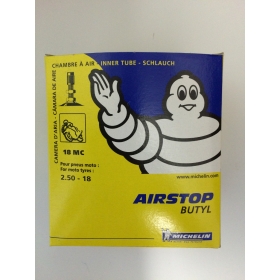 CHAMBRE À AIR - INNER TUBE - SCHLAUCH
CAMERA D'ARIA - CÁMARA DE AIRE
18 MC
Pour pneus moto :
For moto tyres :
2.50 - 18
www.michelin.com
AIRSTOP
BUTYL
MICHELIN